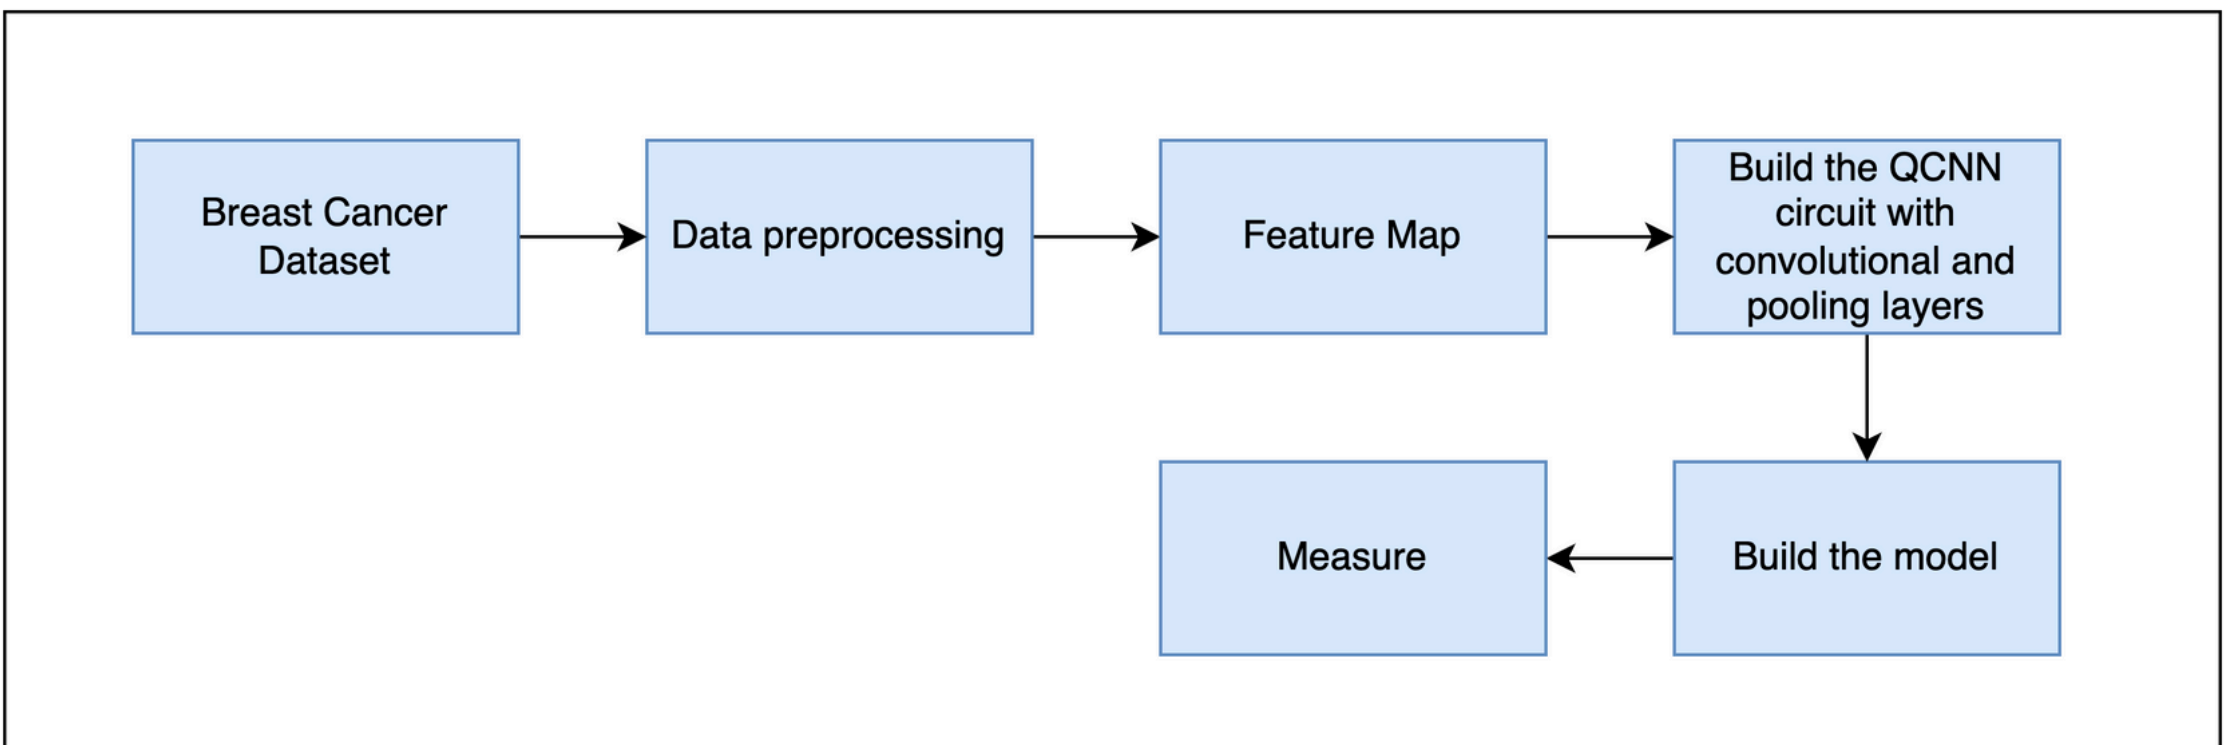 Breast Cancer
Dataset
Data preprocessing
Feature Map
Build the QCNN
circuit with
convolutional and
pooling layers
Measure
Build the model